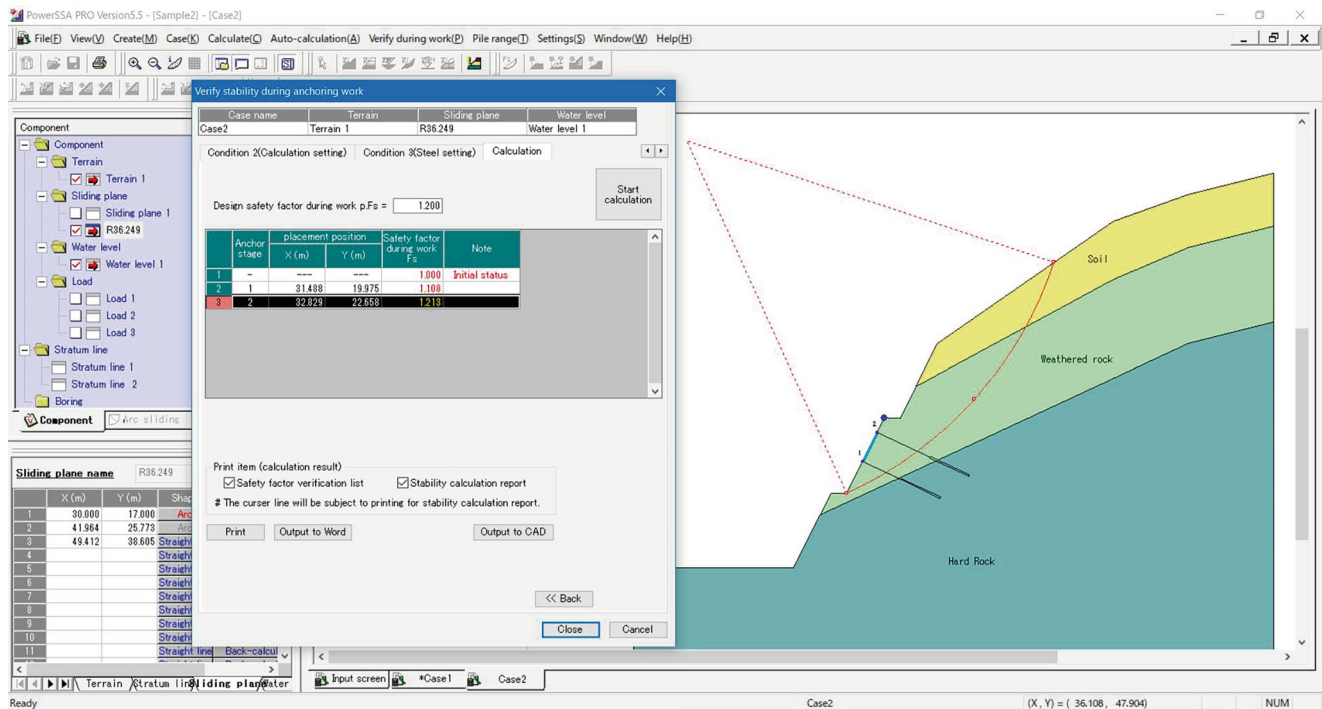 PowerSSA PRO Version5.5 - [Sample2] - [Case2]
File(F) View(V) Create(M) Case(K) Calculate(C) Auto-calculation(A) Verify during work(P) Pile range(T) Settings(S) Window(W) Help(H)
Component
Component
Terrain
Terrain 1
Sliding plane
Sliding plane 1
R36.249
Water level
Water level 1
Load
Load 1
Load 2
Load 3
Stratum line
Stratum line 1
Stratum line 2
Boring
Component Arc sliding
Sliding plane name R36.249
X(m) Y(m)
1 30.000 17.000 Arc
2 41.964 25.773 Arc
3 49.412 38.605 Straight
4 Straight
5 Straight
6 Straight
7 Straight
8 Straight
9 Straight
10 Straight
11 Straight line Back-calcul
Terrain Stratum lin Sliding plan Water
Verify stability during anchoring work
Case name Terrain Sliding plane Water level
Case2 Terrain 1 R36.249 Water level 1
Condition 2(Calculation setting) Condition 3(Steel setting) Calculation
Start calculation
Design safety factor during work p.Fs = 1.200
Anchor stage placement position X(m) Y(m) Safety factor during work Fs Note
1 - --- --- 1.000 Initial status
2 1 31.488 19.975 1.108
3 2 32.829 22.658 1.213
Print item (calculation result)
Safety factor verification list Stability calculation report
# The curser line will be subject to printing for stability calculation report.
Print Output to Word Output to CAD
<< Back
Close Cancel
Soil
Weathered rock
Hard Rock
2
1
Input screen *Case1 Case2
Ready Case2 (X, Y) = ( 36.108, 47.904) NUM